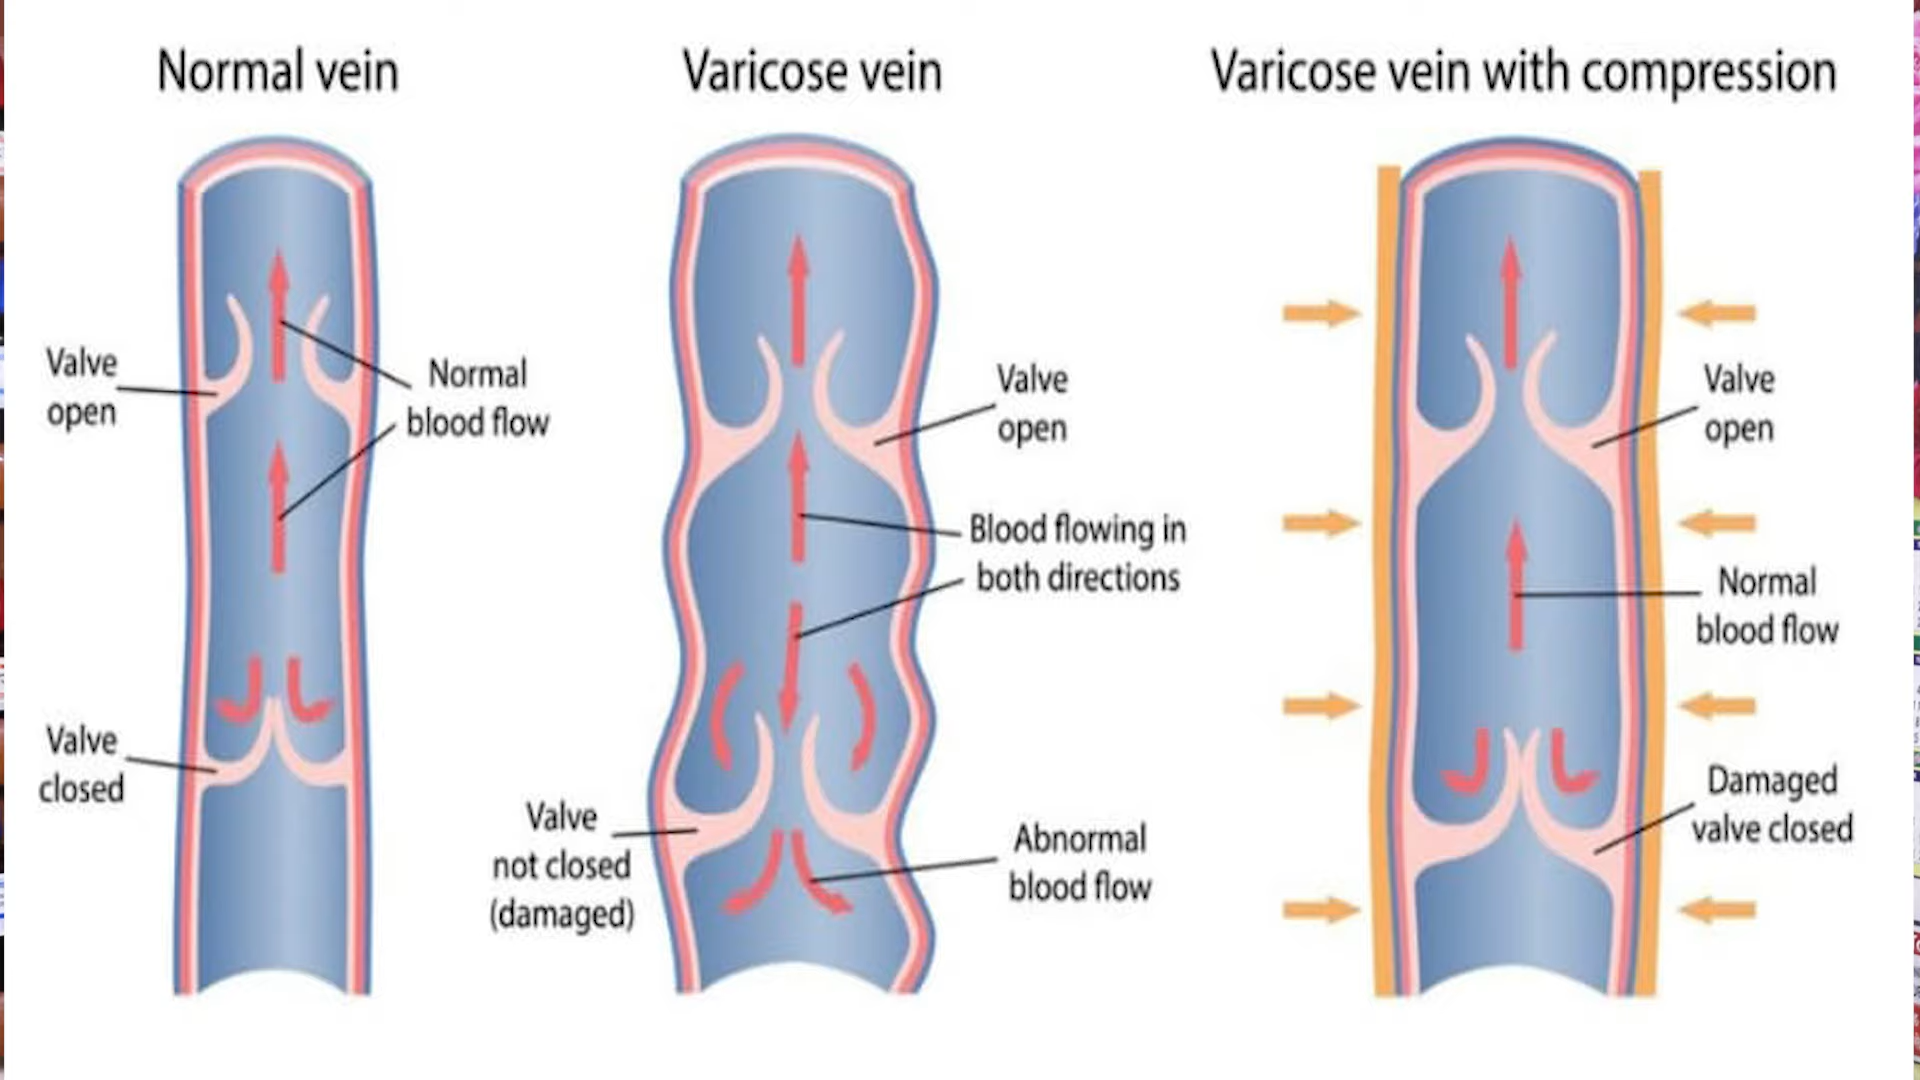 Normal vein
Valve
open
Normal
blood flow
Valve
closed
Varicose vein
Valve
open
Blood flowing in
both directions
Valve
not closed
(damaged)
Abnormal
blood flow
Varicose vein with compression
Valve
open
Normal
blood flow
Damaged
valve closed